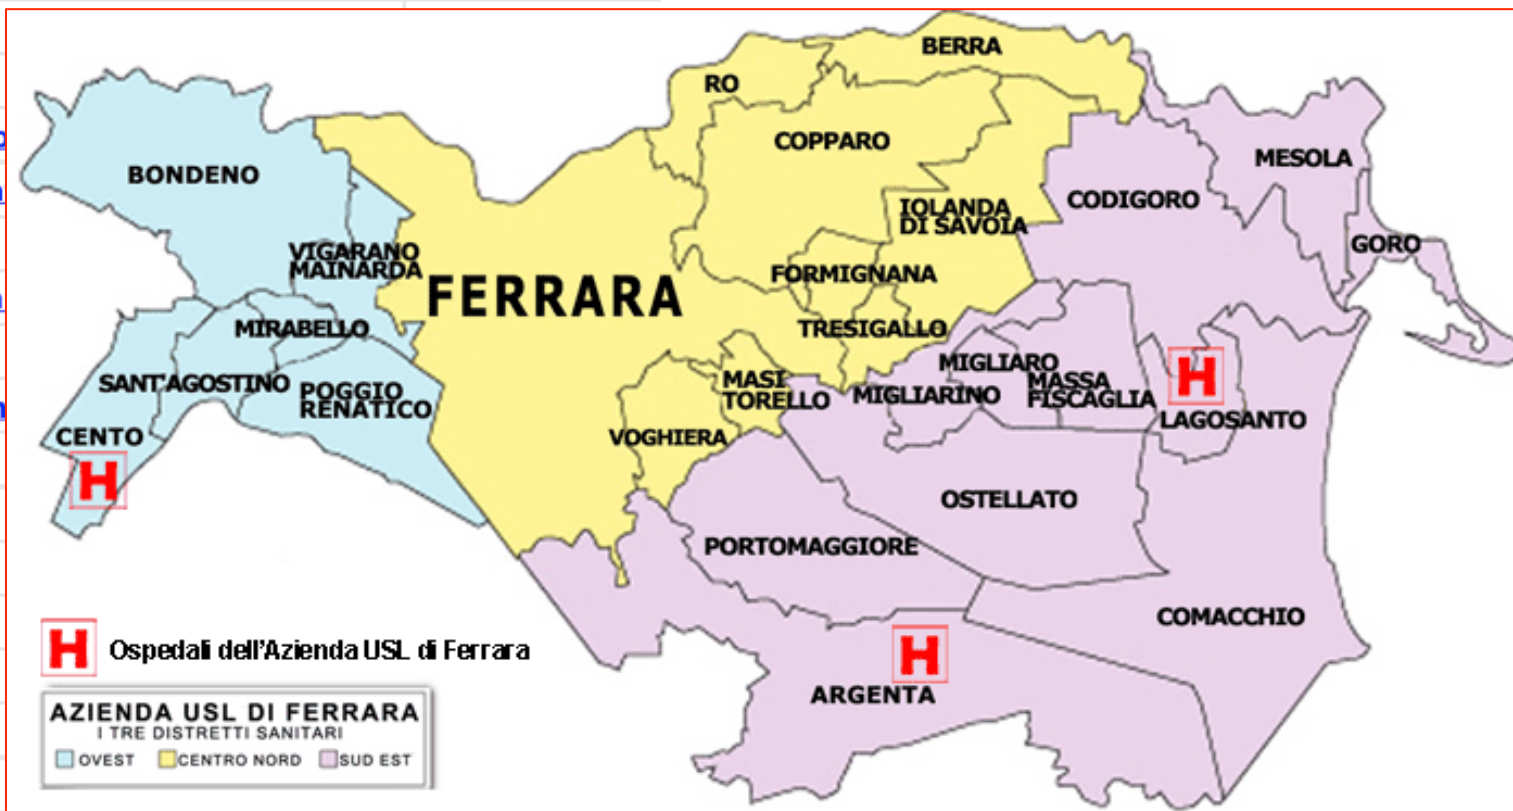 BERRA
RO
COPPARO
MESOLA
BONDENO
CODIGORO
IOLANDA
DI SAVOIA
GORO
VIGARANO
MAINARDA
FORMIGNANA
FERRARA
MIRABELLO
TRESIGALLO
MIGLIARO
SANT'AGOSTINO
MASI
TORELLO
MASSA
FISCAGLIA
H
POGGIO
RENATICO
MIGLIARINO
LAGOSANTO
CENTO
VOGHIERA
H
OSTELLATO
PORTOMAGGIORE
COMACCHIO
H
ARGENTA
H Ospedali dell'Azienda USL di Ferrara
AZIENDA USL DI FERRARA
I TRE DISTRETTI SANITARI
OVEST CENTRO NORD SUD EST